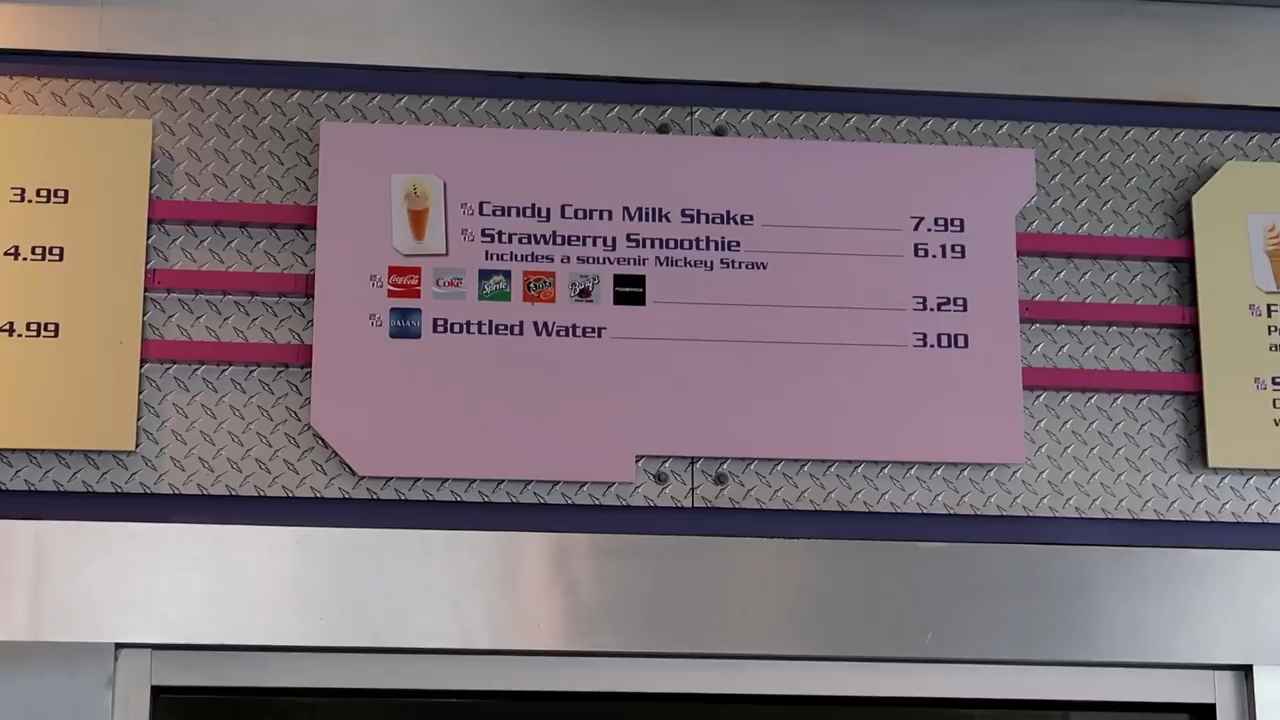 3.99
4.99
4.99
Candy Corn Milk Shake 7.99
Strawberry Smoothie 6.19
Includes a souvenir Mickey Straw
Coca-Cola Coke Sprite Fanta Barq's POWERADE 3.29
DASANI Bottled Water 3.00